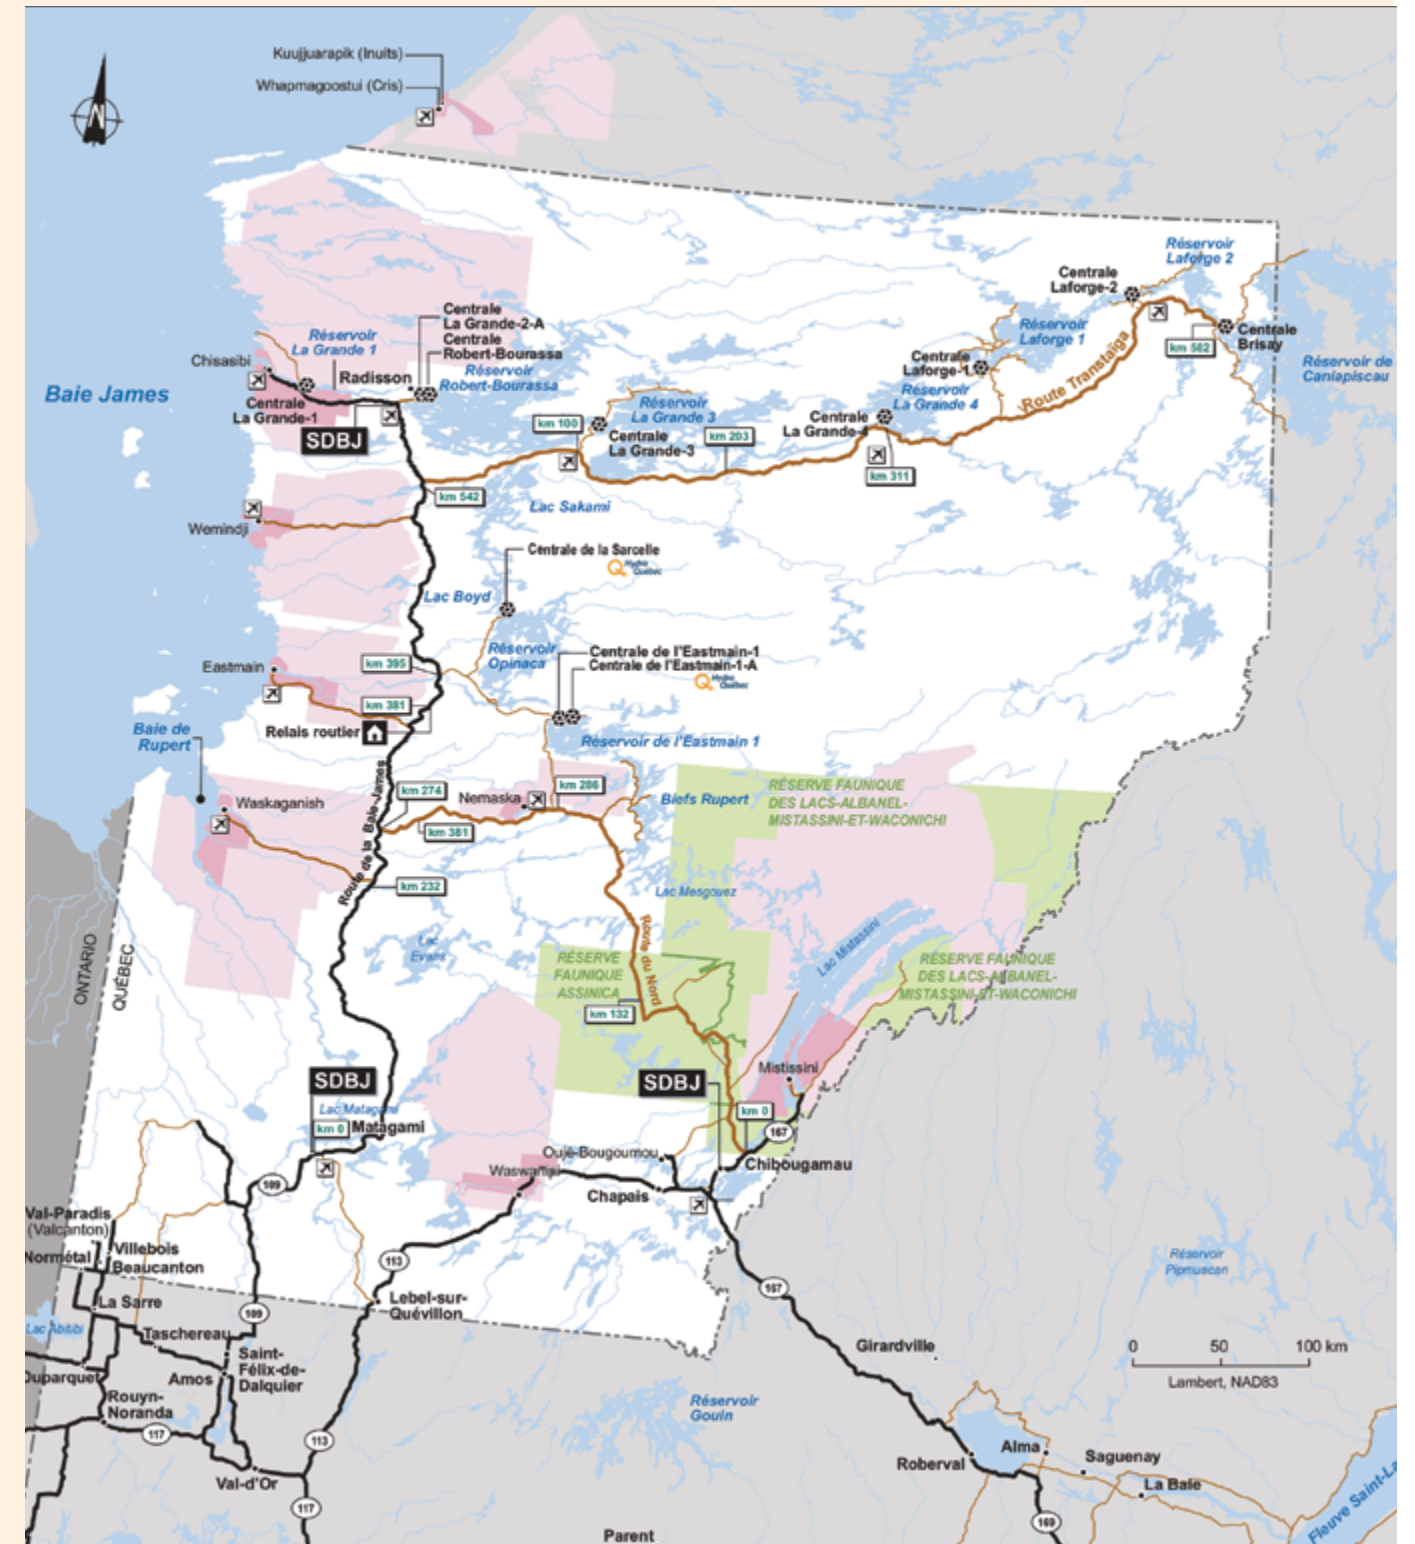 Kuujjuarapik (Inuits)
Whapmagoostui (Cris)
N
Réservoir
Laforge 2
Centrale
Laforge-2
Centrale
La Grande-2-A
Centrale
Robert-Bourassa
Réservoir
Robert-Bourassa
Réservoir
La Grande 1
Chisasibi
Radisson
Centrale
La Grande-1
SDBJ
Baie James
Réservoir
Laforge 1
Centrale
Laforge-1
Route Transtaïga
km 582
Centrale
Brisay
Réservoir de
Caniapiscau
Réservoir
La Grande 4
Centrale
La Grande-4
Réservoir
La Grande 3
km 100
Centrale
La Grande-3
km 203
km 311
km 542
Lac Sakami
Wemindji
Centrale de la Sarcelle
Hydro
Québec
Lac Boyd
Réservoir
Opinaca
Centrale de l'Eastmain-1
Centrale de l'Eastmain-1-A
Hydro
Québec
Eastmain
km 395
km 381
Relais routier
Baie de
Rupert
Réservoir de l'Eastmain 1
Route de la Baie-James
Waskaganish
km 274
Nemaska
km 286
km 381
Biefs Rupert
RÉSERVE FAUNIQUE
DES LACS-ALBANEL-
MISTASSINI-ET-WACONICHI
km 232
Lac Mesgouez
Lac
Evans
Route du Nord
Lac Mistassini
RÉSERVE
FAUNIQUE
ASSINICA
RÉSERVE FAUNIQUE
DES LACS-ALBANEL-
MISTASSINI-ET-WACONICHI
ONTARIO
QUÉBEC
km 132
SDBJ
SDBJ
Mistissini
Lac Matagami
km 0
Matagami
km 0
167
Oujé-Bougoumou
Chibougamau
Waswanipi
Chapais
109
Val-Paradis
(Valcanton)
Normétal
Villebois
Beaucanton
113
Lebel-sur-
Quévillon
167
Réservoir
Pipmuscan
La Sarre
109
Lac Abitibi
Taschereau
Saint-
Félix-de-
Dalquier
Amos
Duparquet
Rouyn-
Noranda
117
113
Val-d'Or
117
Réservoir
Gouin
Girardville
0 50 100 km
Lambert, NAD83
Roberval
Alma
Saguenay
La Baie
169
Parent
Fleuve Saint-La